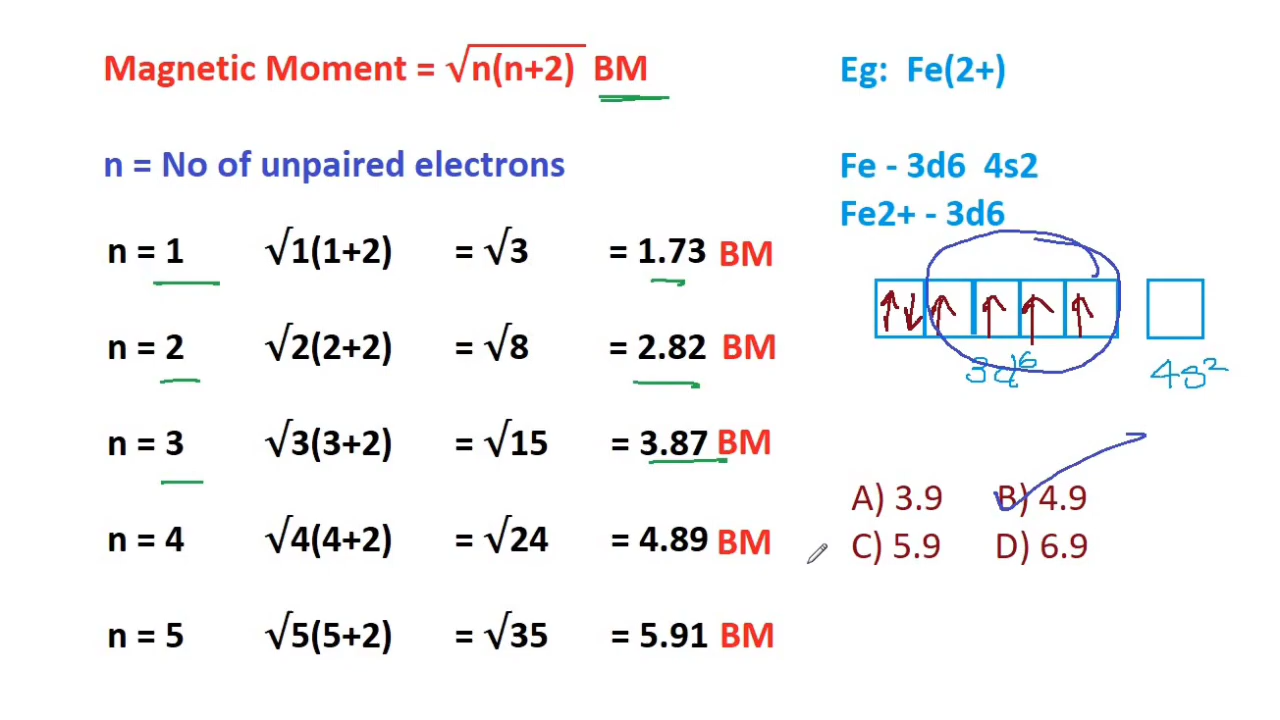 Magnetic Moment = √n(n+2) BM
n = No of unpaired electrons
n = 1 √1(1+2) = √3 = 1.73 BM
n = 2 √2(2+2) = √8 = 2.82 BM
n = 3 √3(3+2) = √15 = 3.87 BM
n = 4 √4(4+2) = √24 = 4.89 BM
n = 5 √5(5+2) = √35 = 5.91 BM
Eg: Fe(2+)
Fe - 3d6 4s2
Fe2+ - 3d6
3d⁶ 4s²
A) 3.9 B) 4.9
C) 5.9 D) 6.9